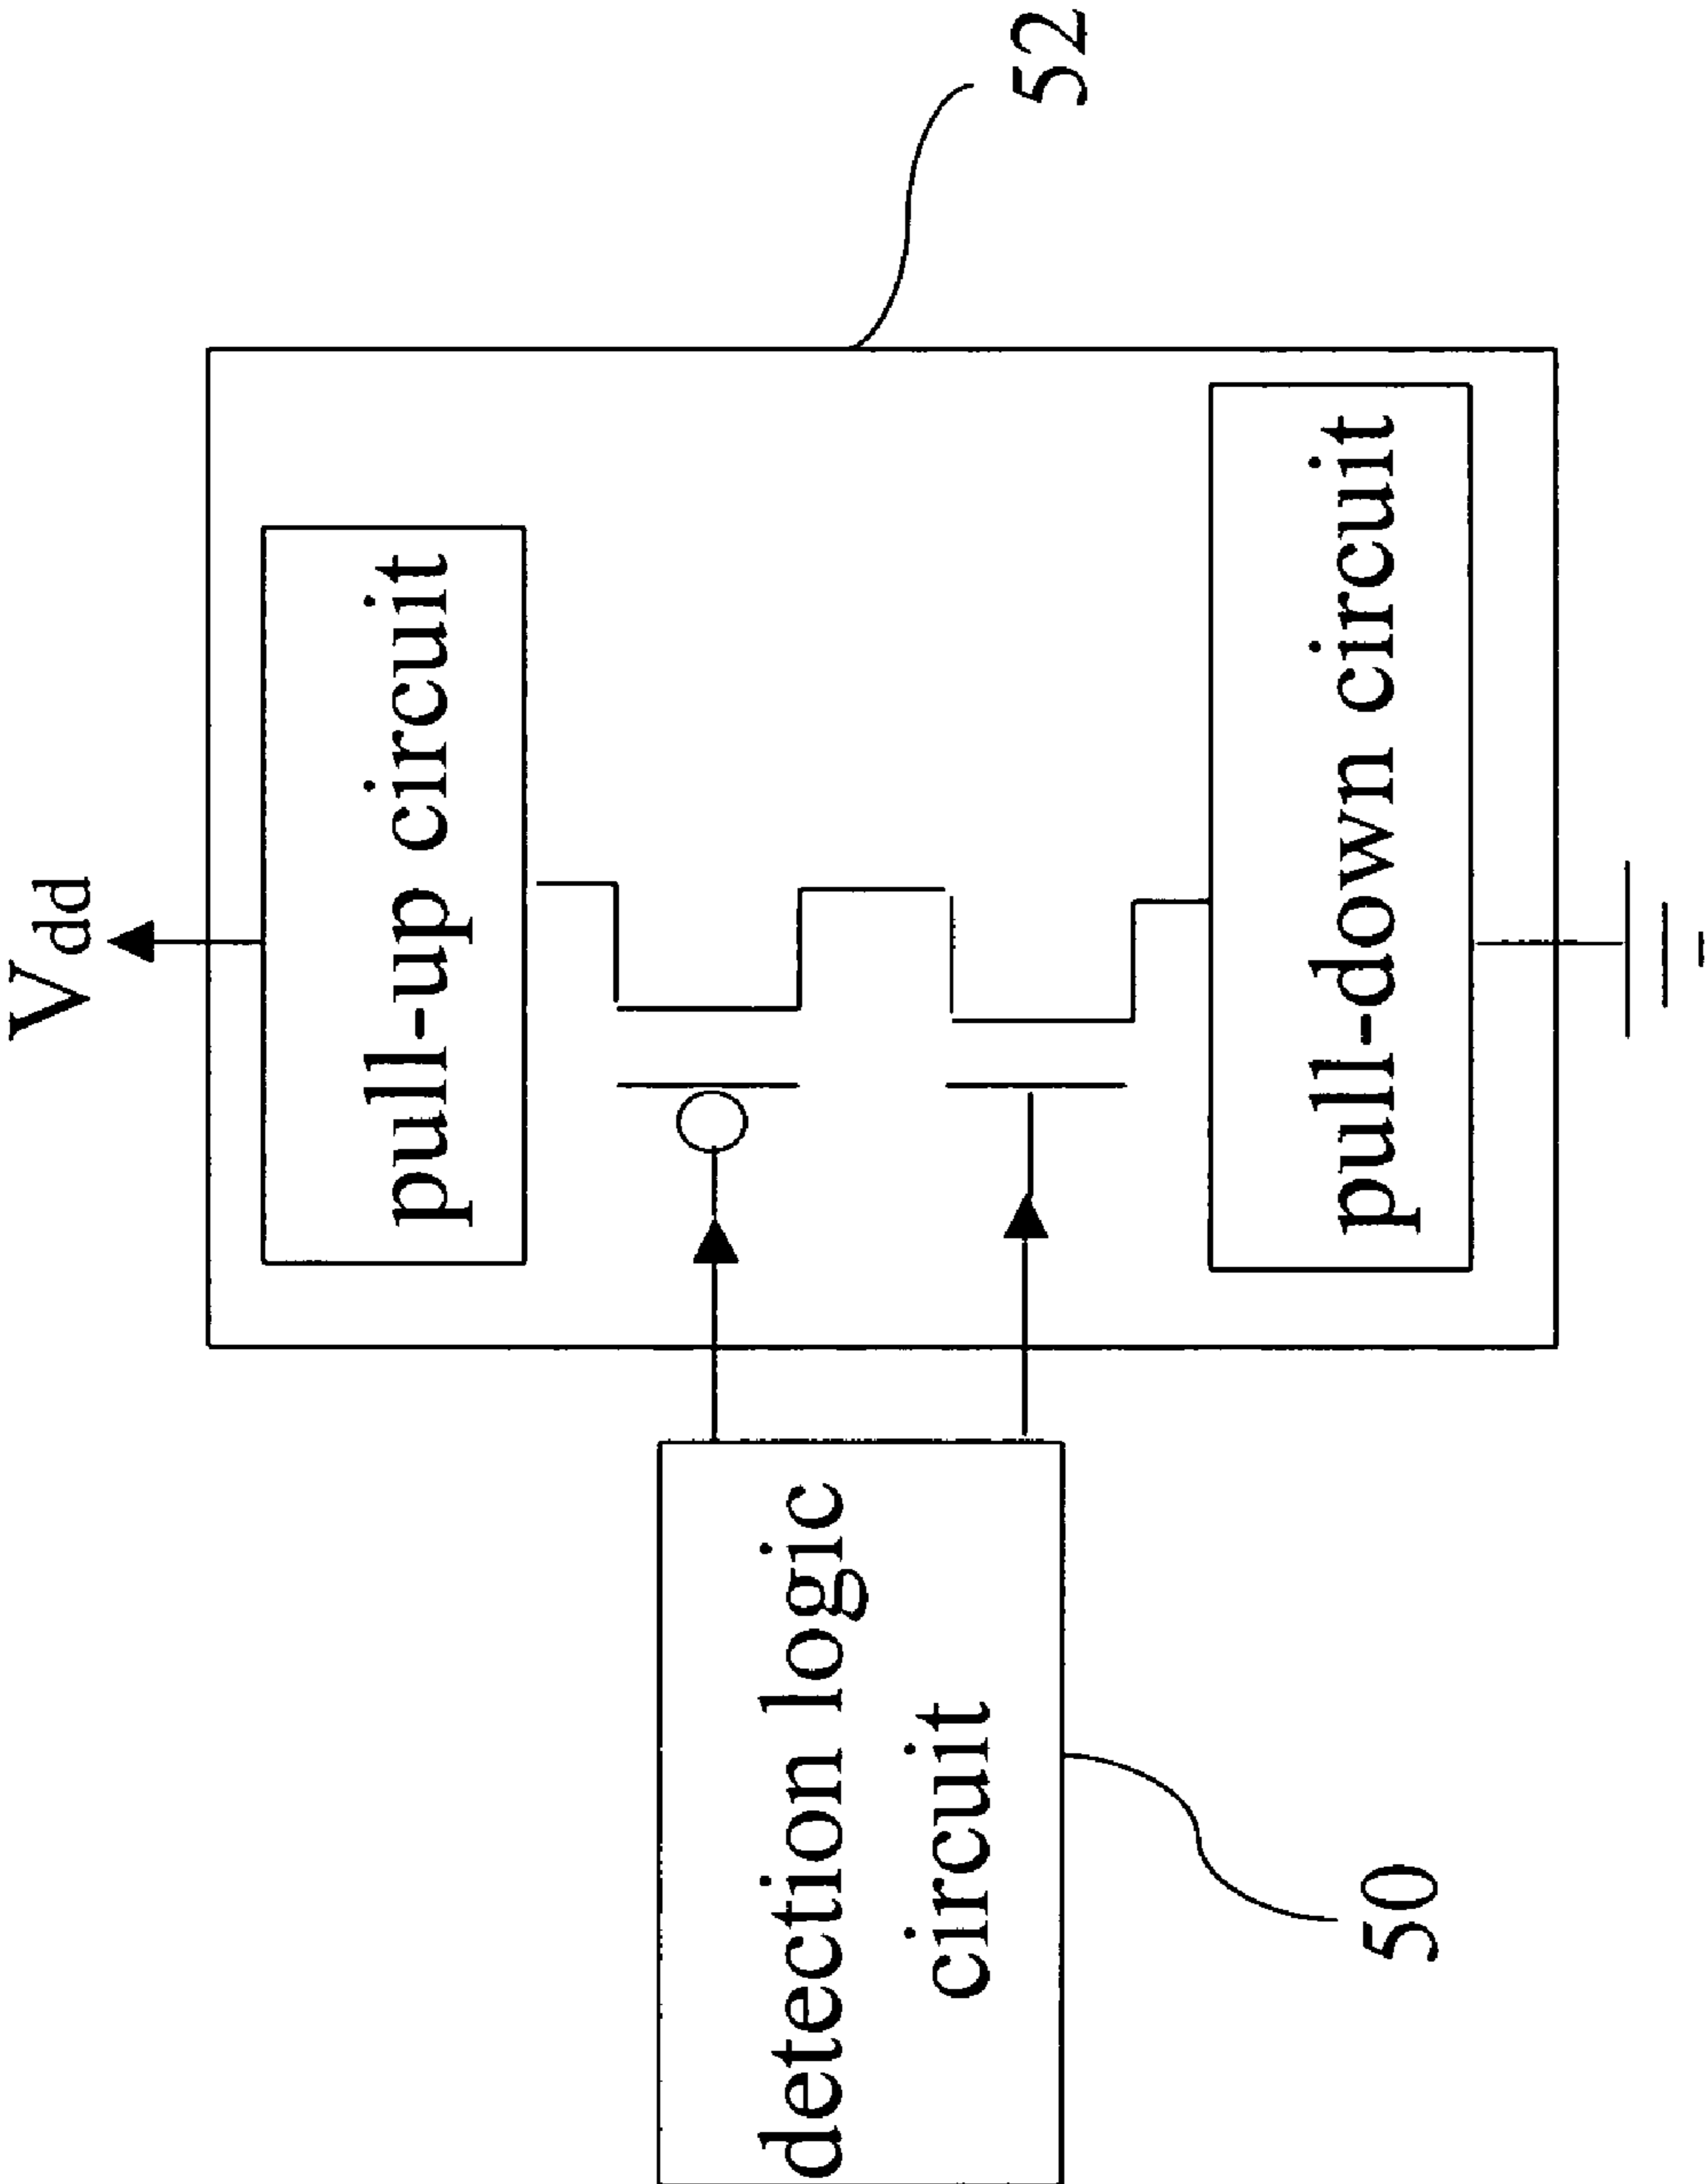 Vdd
pull-up circuit
detection logic
circuit
pull-down circuit
50
52